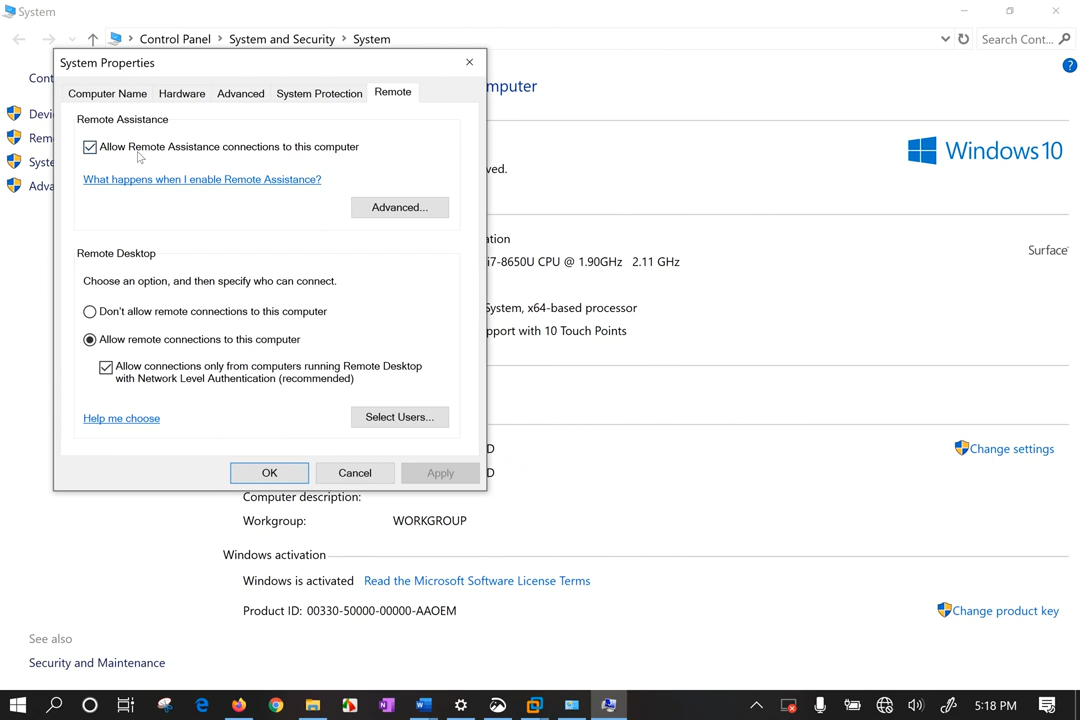 System
Control Panel > System and Security > System
Search Cont...
Cont
Devi
Rem
Syste
Adva
System Properties
Computer Name
Hardware
Advanced
System Protection
Remote
Remote Assistance
Allow Remote Assistance connections to this computer
What happens when I enable Remote Assistance?
Advanced...
Remote Desktop
Choose an option, and then specify who can connect.
Don't allow remote connections to this computer
Allow remote connections to this computer
Allow connections only from computers running Remote Desktop
with Network Level Authentication (recommended)
Help me choose
Select Users...
OK
Cancel
Apply
mputer
ved.
Windows 10
ation
i7-8650U CPU @ 1.90GHz 2.11 GHz
Surface
System, x64-based processor
pport with 10 Touch Points
D
Change settings
D
Computer description:
Workgroup: WORKGROUP
Windows activation
Windows is activated Read the Microsoft Software License Terms
Product ID: 00330-50000-00000-AAOEM
Change product key
See also
Security and Maintenance
5:18 PM